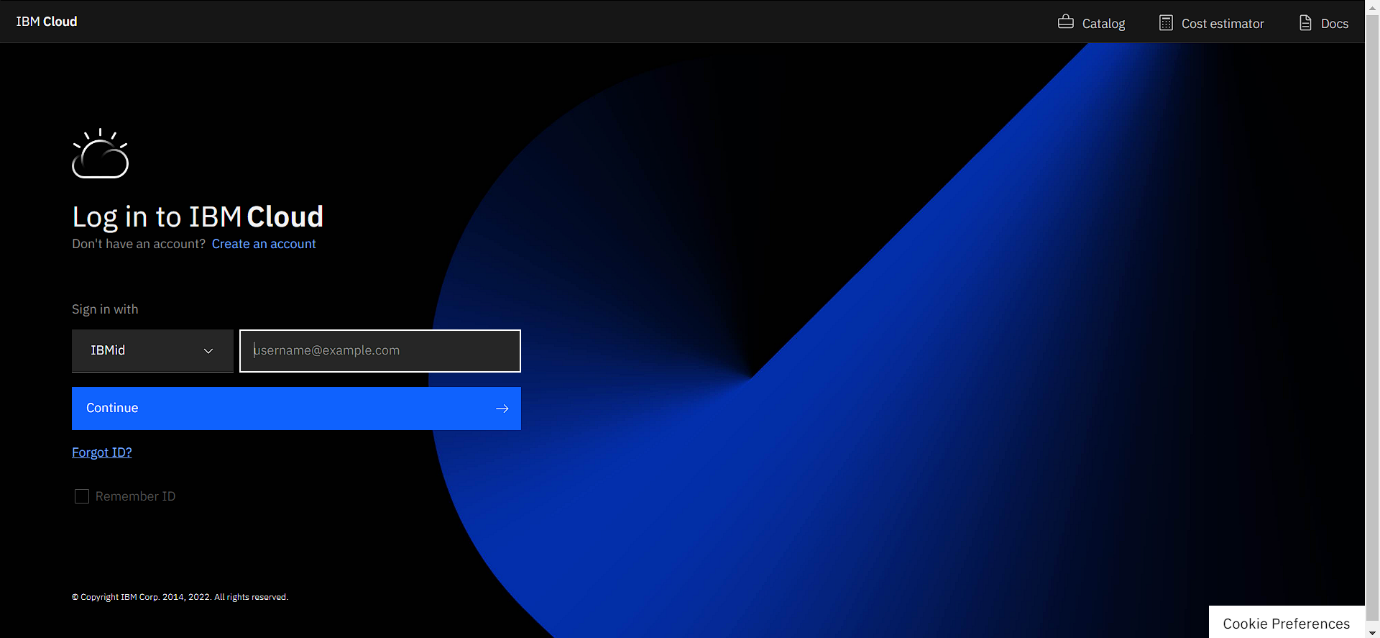 IBM Cloud
Catalog
Cost estimator
Docs
Log in to IBM Cloud
Don't have an account? Create an account
Sign in with
IBMid
username@example.com
Continue
Forgot ID?
Remember ID
© Copyright IBM Corp. 2014, 2022. All rights reserved.
Cookie Preferences